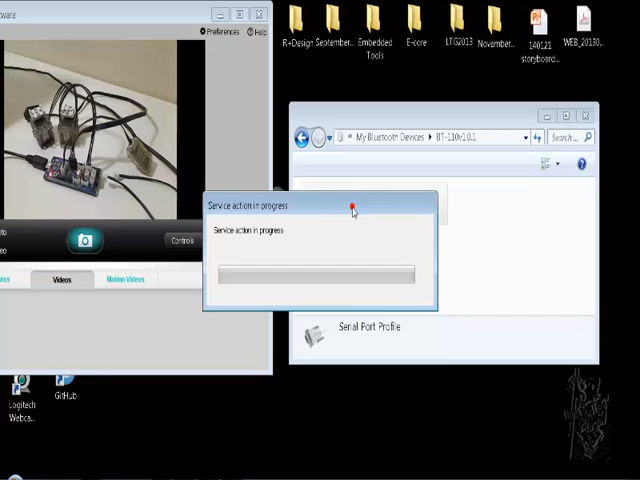 tware
Preferences Help
Controls
Videos Motion Videos
R+Design September... Embedded Tools E-core LTG2013 November... 140121 storyboard... WEB_20130...
My Bluetooth Devices BT-110v1.0.1 Search...
Service action in progress
Service action in progress
Serial Port Profile
Logitech Webca...
GitHub